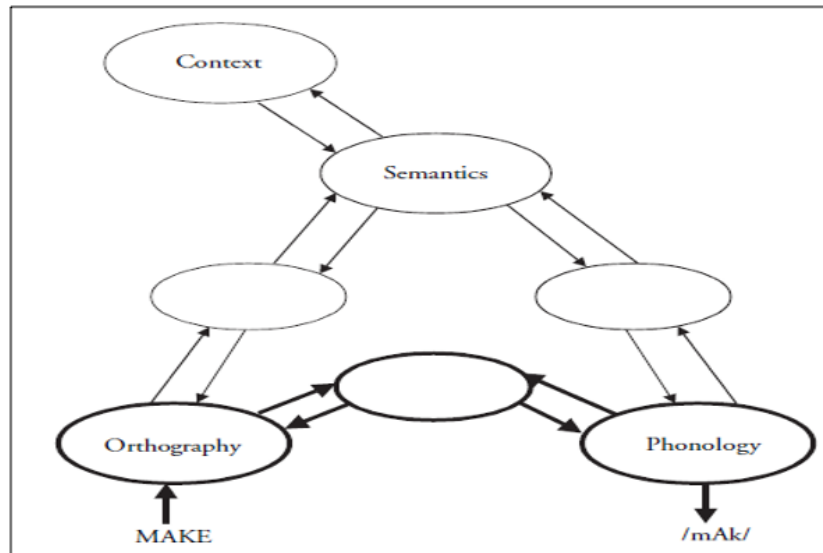 Context
Semantics
Orthography
Phonology
MAKE
/mAk/